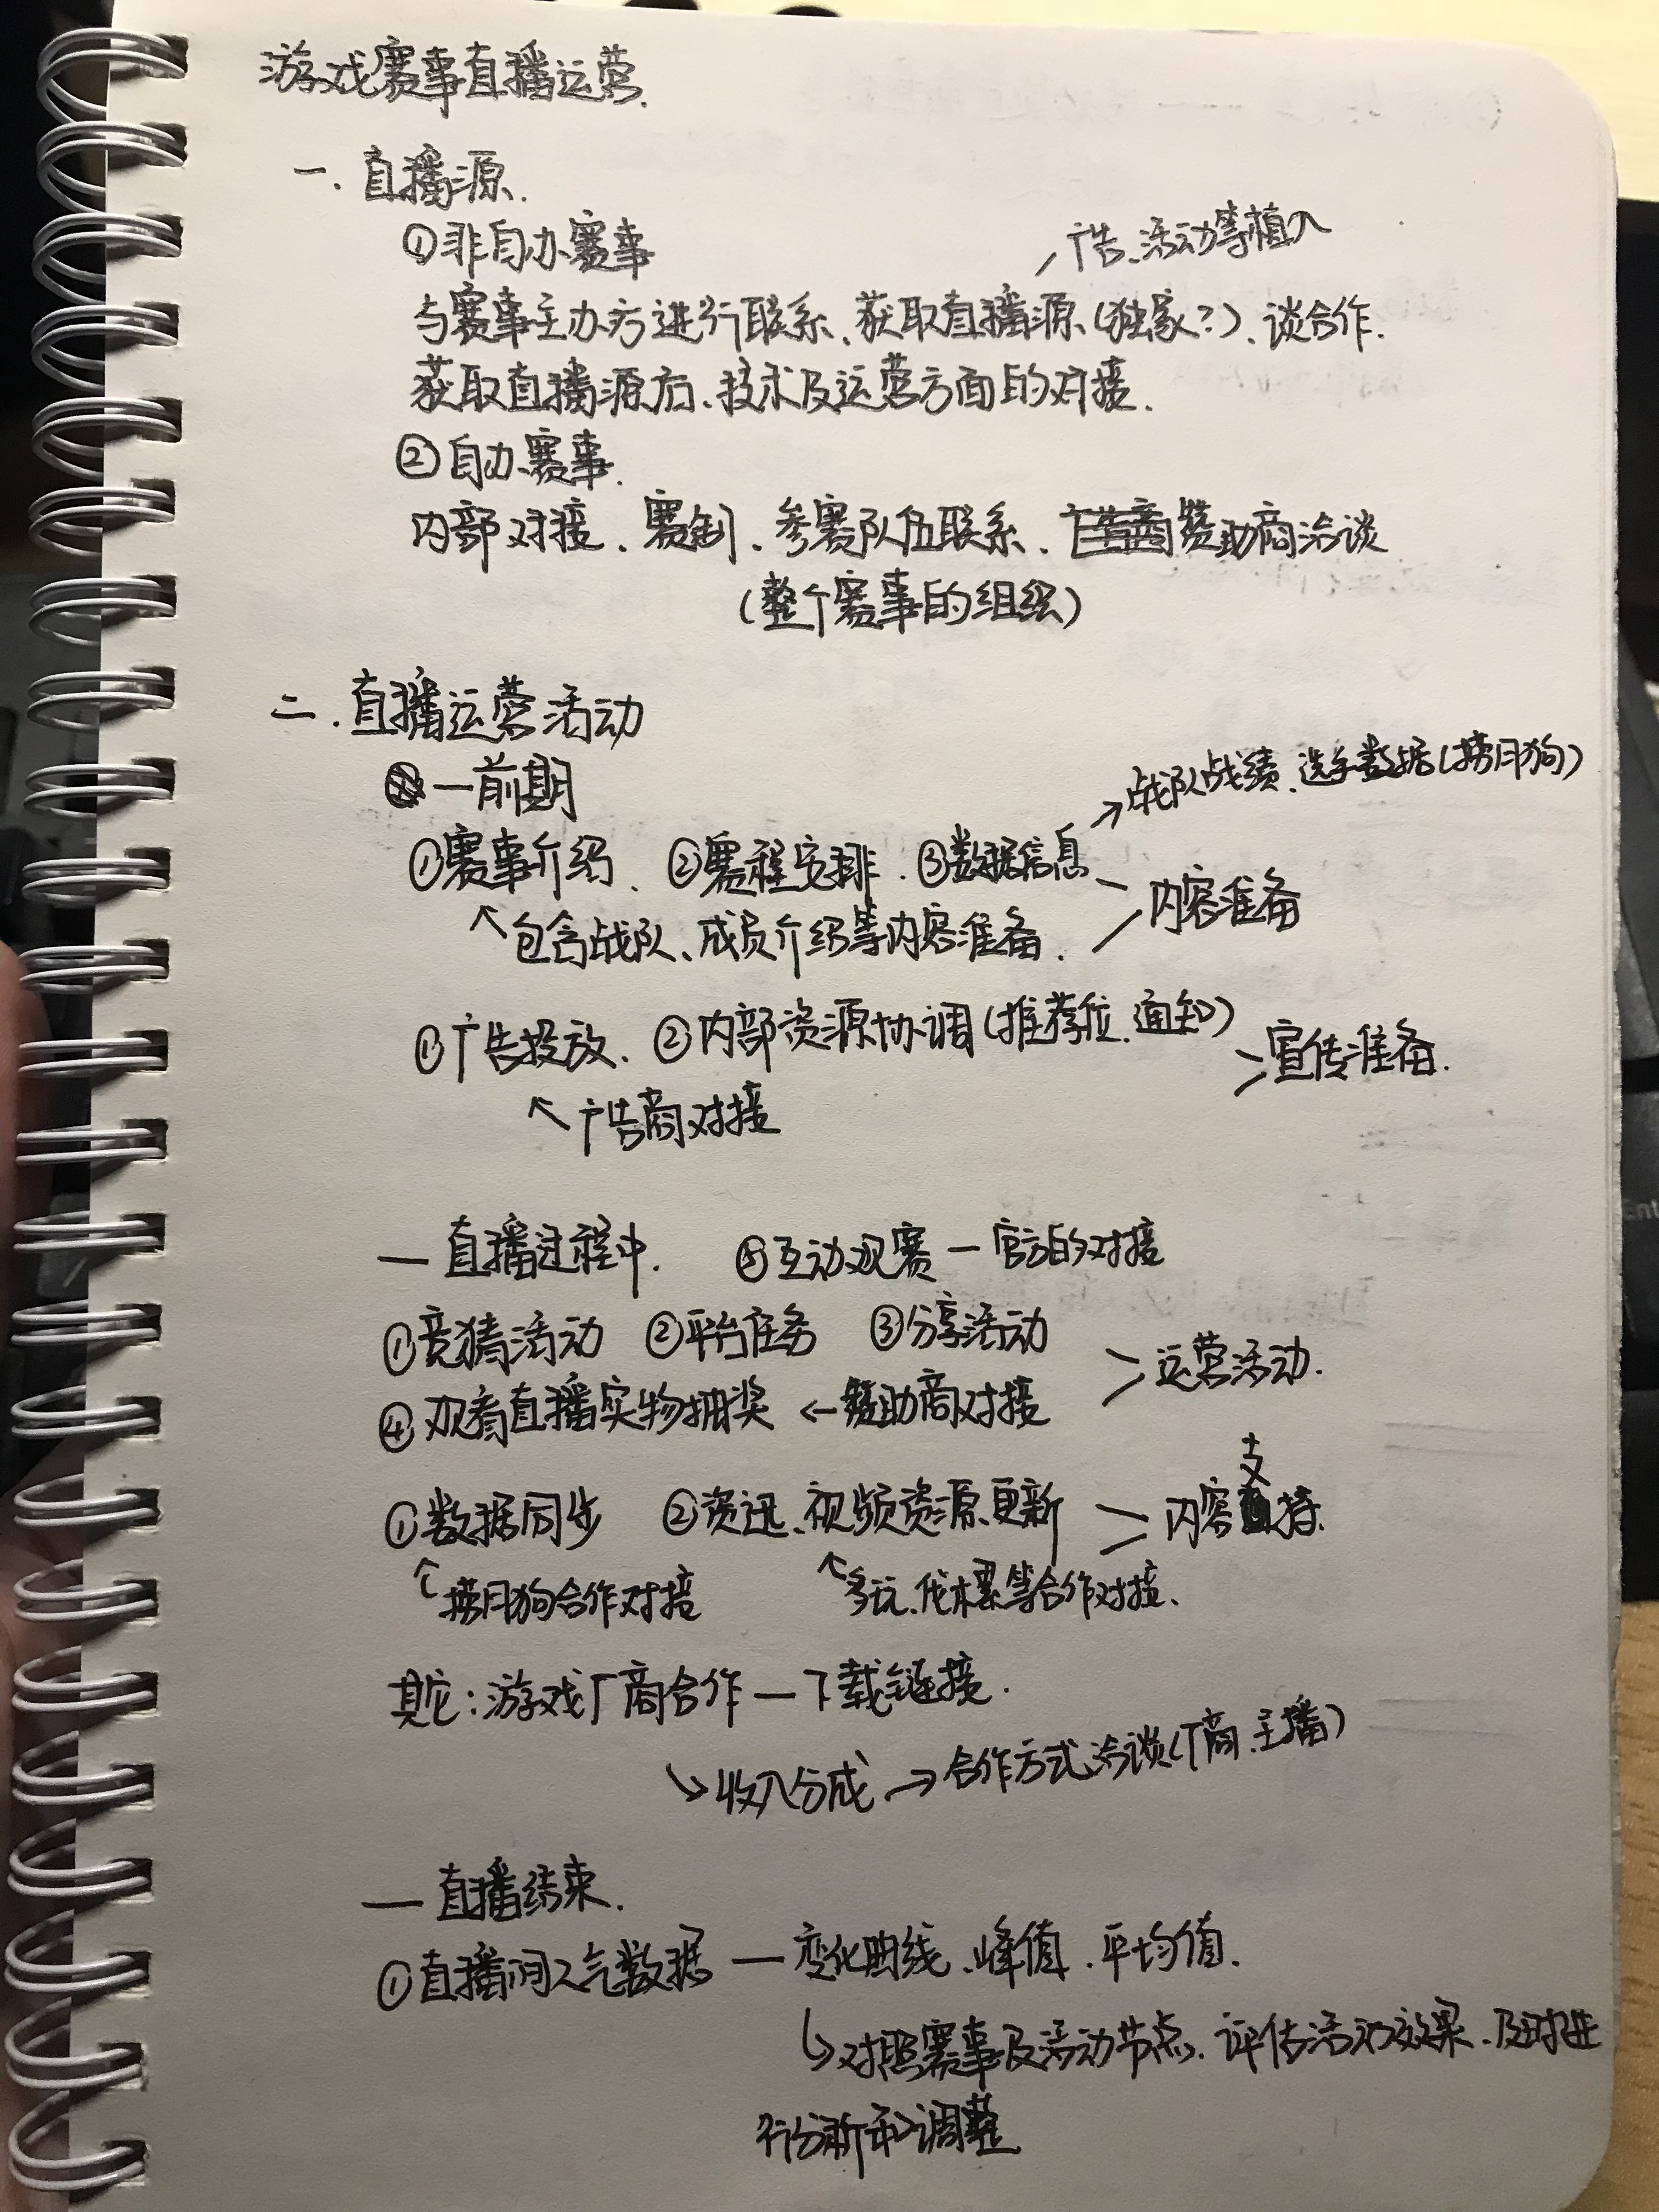 游戏赛事直播运营.
一. 直播源.
①非自办赛事
广告、活动等植入
与赛事主办方进行联系、获取直播源(独家?)、谈合作.
获取直播源后、技术及运营方面的对接.
②自办赛事.
内部对接、赛制、参赛队伍联系、赞助商洽谈
(整个赛事的组织)
二. 直播运营活动
一前期
→战队战绩、选手数据(捞月狗)
①赛事介绍、②赛程安排、③数据信息
内容准备
↖包含战队、成员介绍等内容准备.
①广告投放、②内部资源协调(推荐位、通知)
宣传准备.
↖广告商对接
— 直播过程中. ⑤互动观赛 — 官方的对接
①竞猜活动 ②平台任务 ③分享活动
运营活动.
④观看直播实物抽奖 ← 赞助商对接
①数据同步 ②资迅、视频资源更新
内容支持.
↖捞月狗合作对接 ↖多玩、伐木累等合作对接、
其它:游戏厂商合作 — 下载链接.
↘收入分成 → 合作方式洽谈(厂商、主播)
— 直播结束.
①直播间人气数据 — 变化曲线、峰值、平均值.
↳对照赛事及活动节点、评估活动效果、及时进
行分析和调整